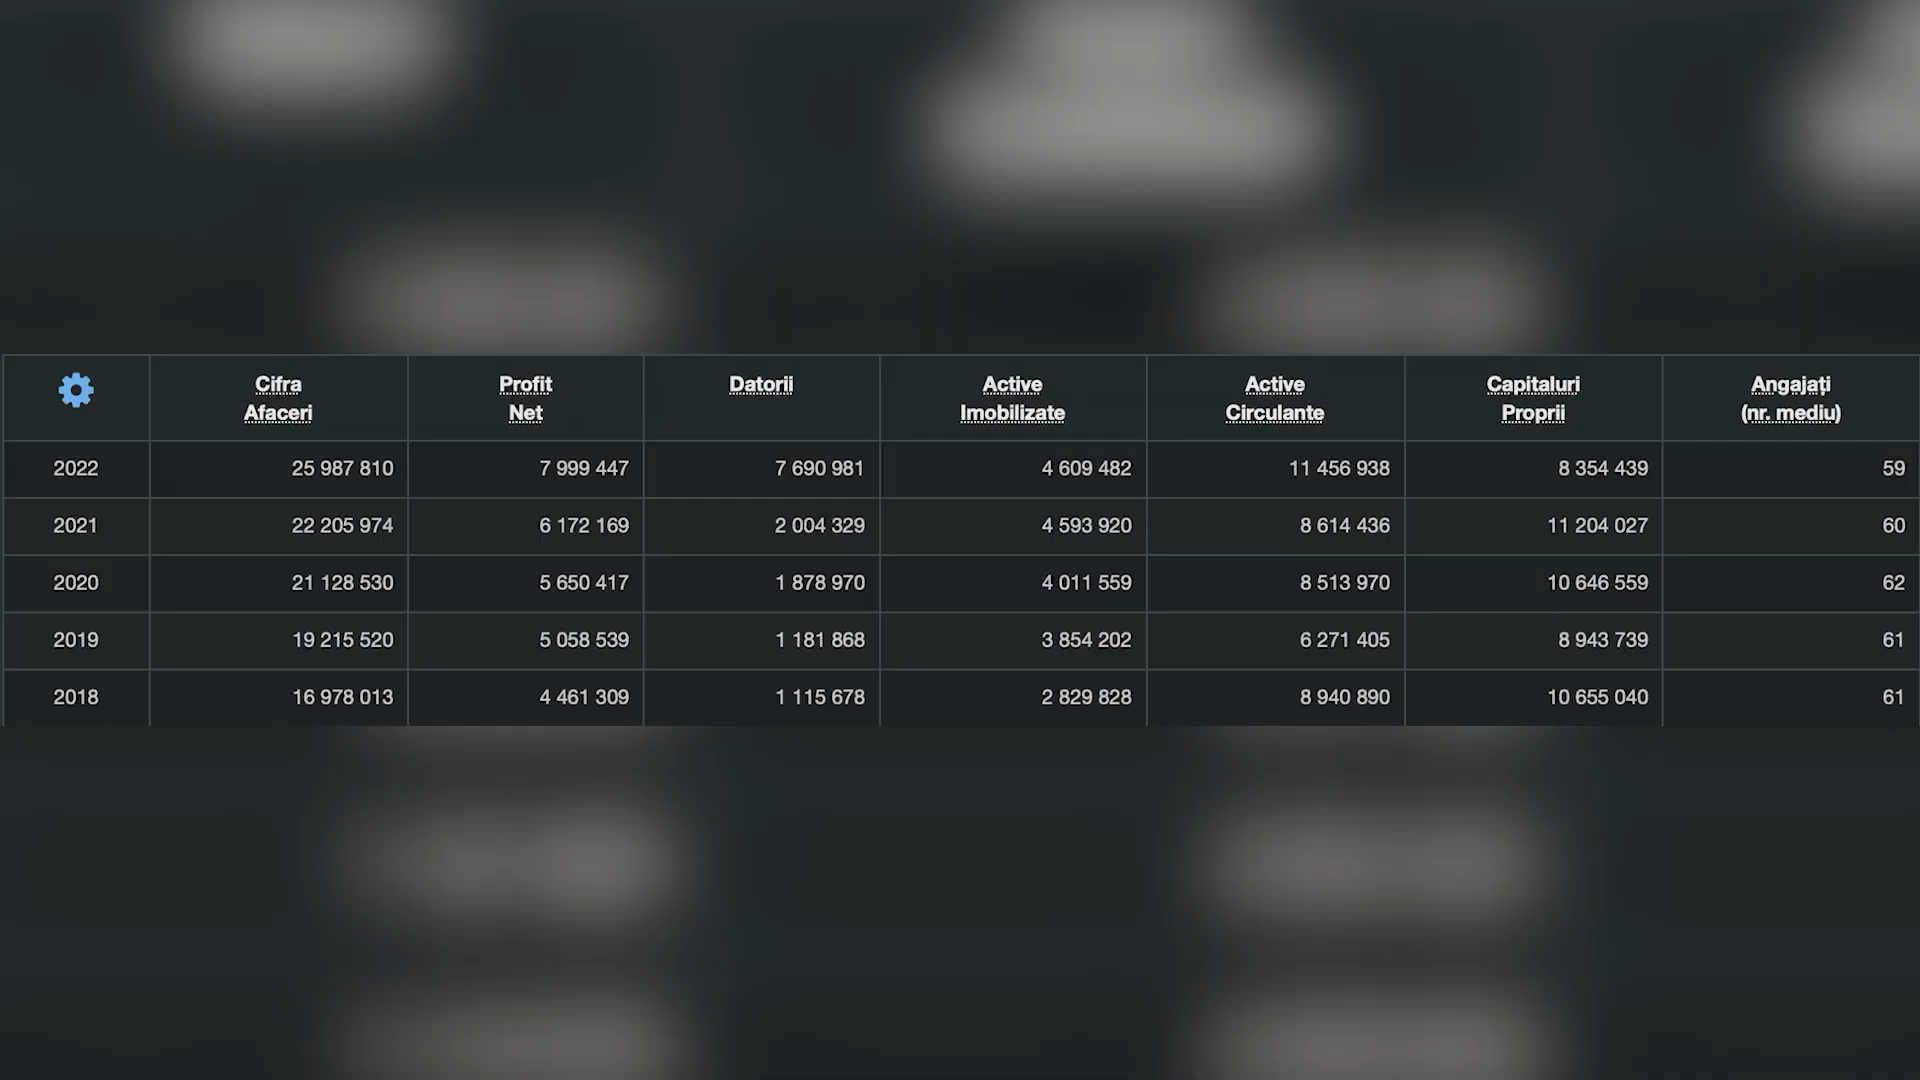 Cifra Afaceri Profit Net Datorii Active Imobilizate Active Circulante Capitaluri Proprii Angajați (nr. mediu)
2022 25 987 810 7 999 447 7 690 981 4 609 482 11 456 938 8 354 439 59
2021 22 205 974 6 172 169 2 004 329 4 593 920 8 614 436 11 204 027 60
2020 21 128 530 5 650 417 1 878 970 4 011 559 8 513 970 10 646 559 62
2019 19 215 520 5 058 539 1 181 868 3 854 202 6 271 405 8 943 739 61
2018 16 978 013 4 461 309 1 115 678 2 829 828 8 940 890 10 655 040 61